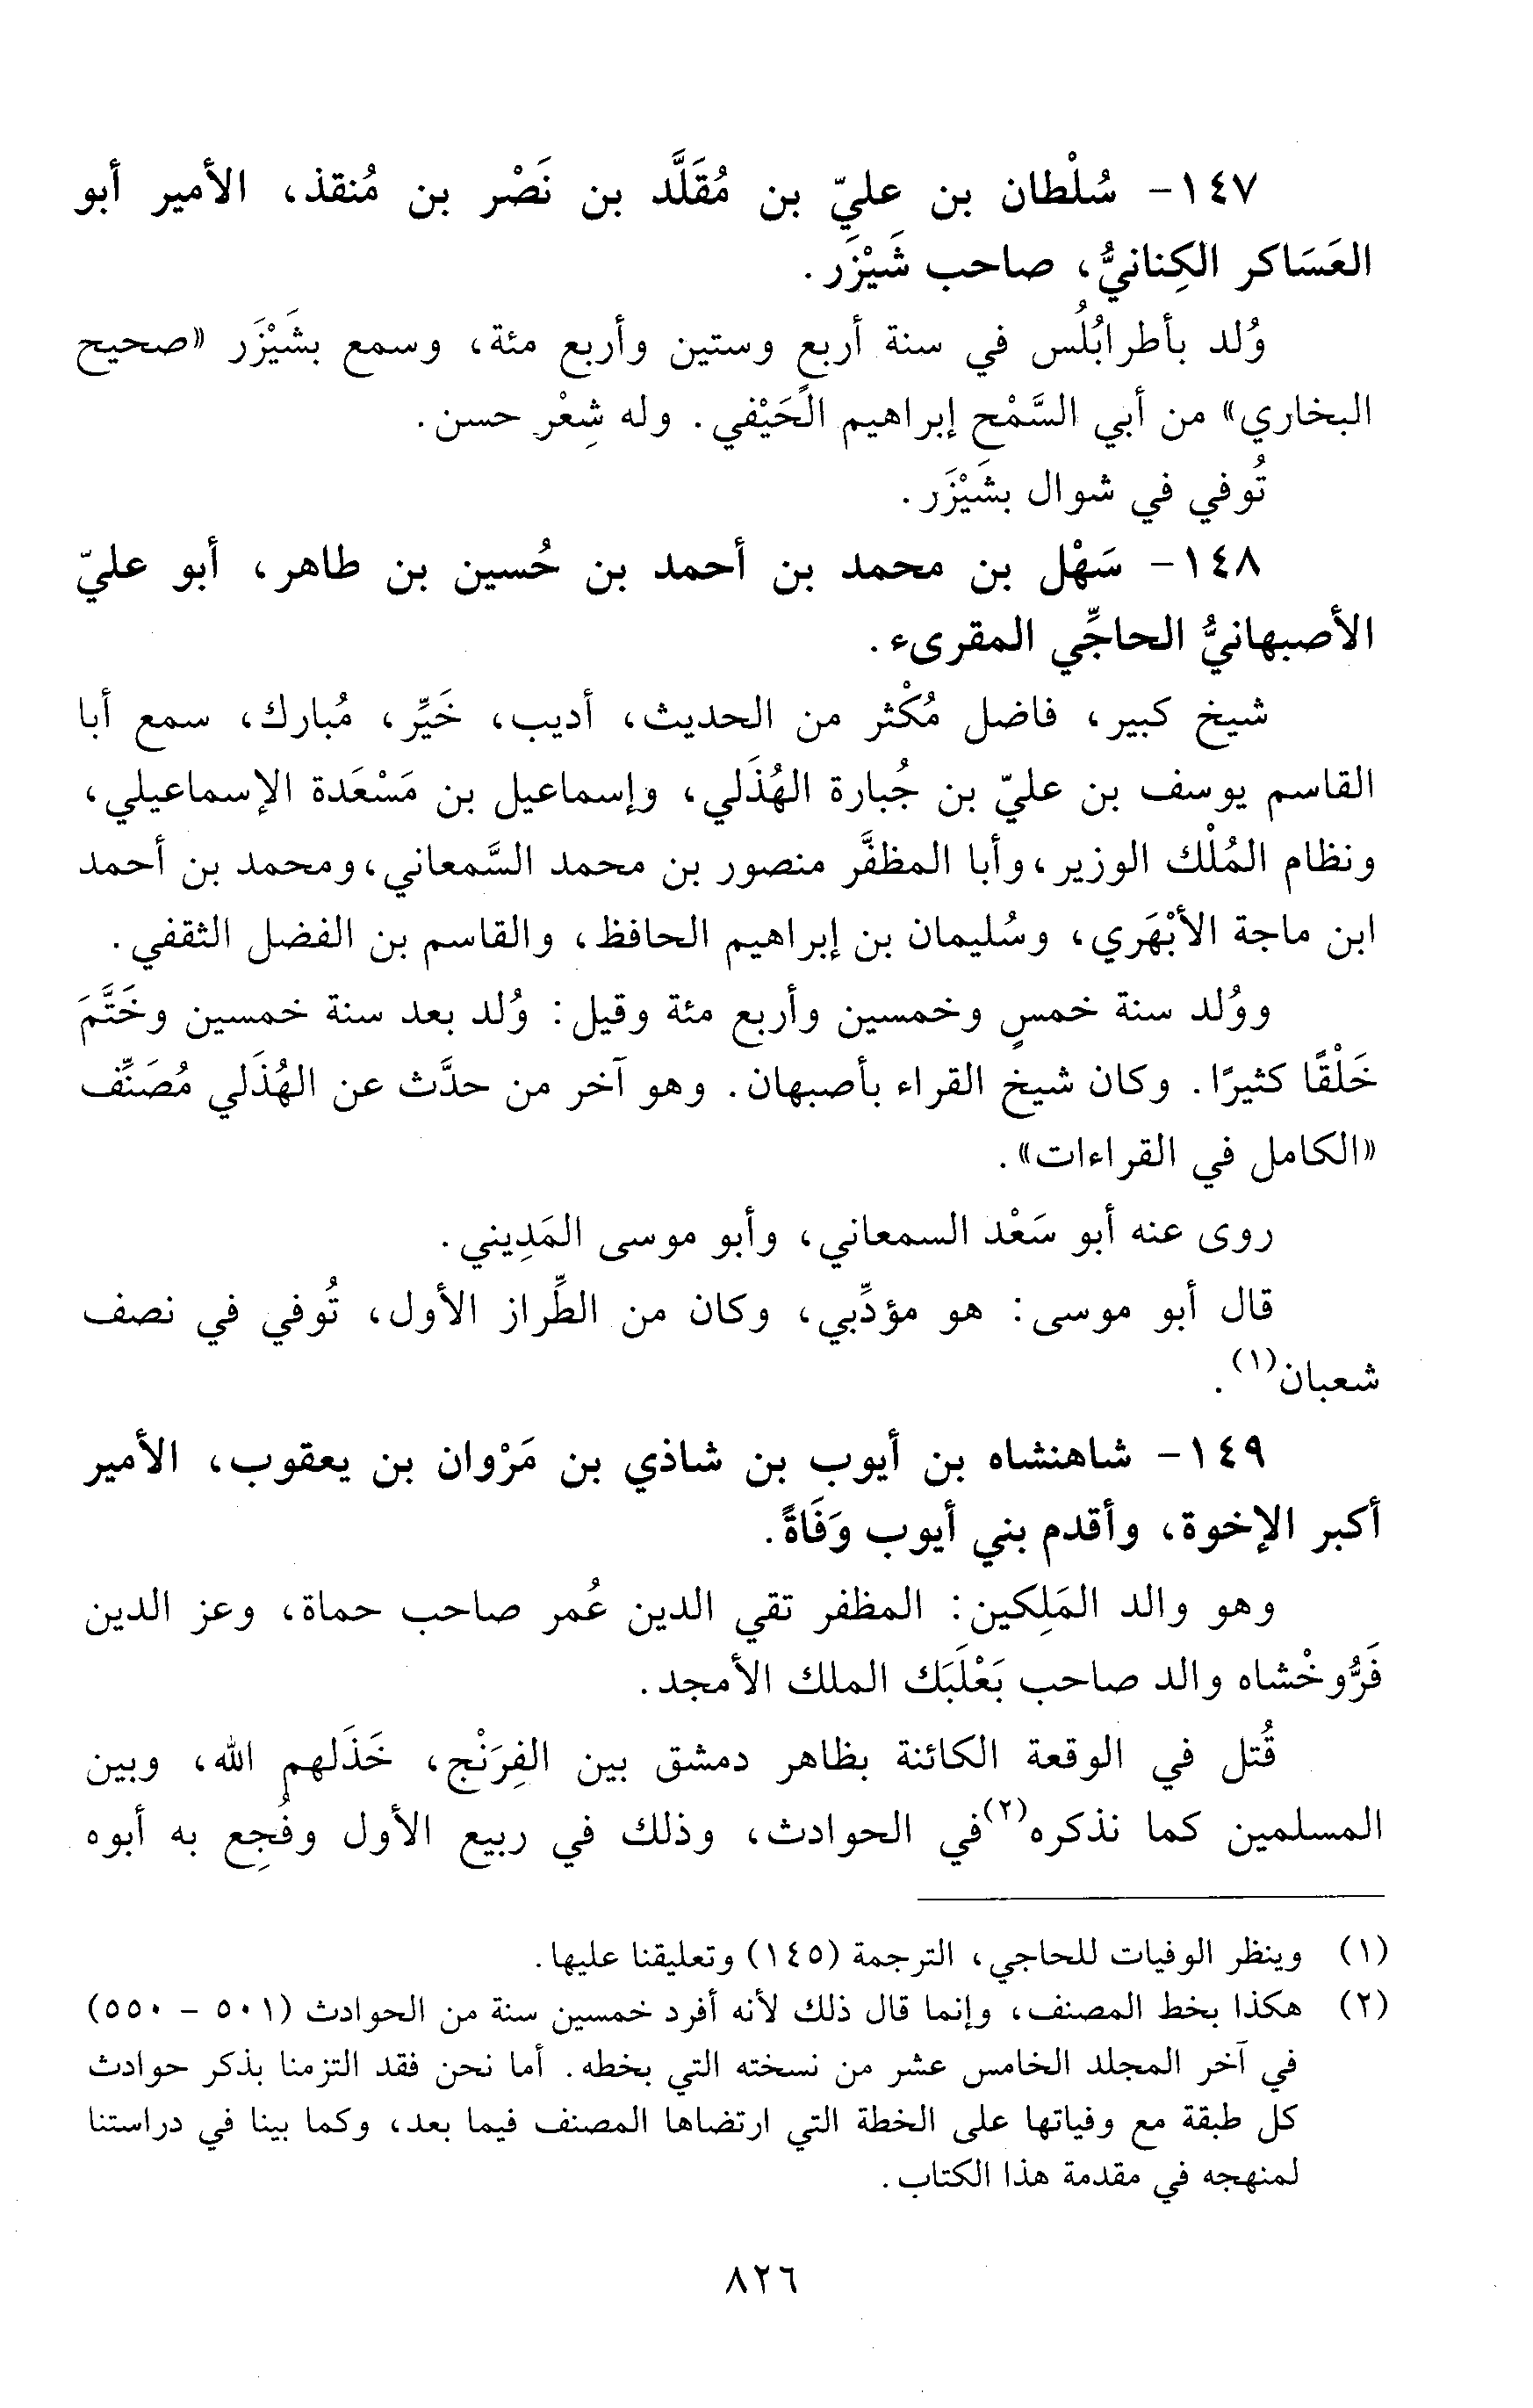 ١٤٧- سُلْطان بن عليّ بن مُقَلَّد بن نَصْر بن مُنقذ، الأمير أبو
العَسَاكر الكِنانيُّ، صاحب شَيْزَر.
وُلد بأطرابُلُس في سنة أربع وستين وأربع مئة، وسمع بشَيْزَر «صحيح
البخاري» من أبي السَّمْح إبراهيم الحَيْفي. وله شِعْر حسن.
تُوفي في شوال بشَيْزَر.
١٤٨- سَهْل بن محمد بن أحمد بن حُسين بن طاهر، أبو عليّ
الأصبهانيُّ الحاجِّي المقرىء.
شيخ كبير، فاضل مُكْثر من الحديث، أديب، خَيِّر، مُبارك، سمع أبا
القاسم يوسف بن عليّ بن جُبارة الهُذَلي، وإسماعيل بن مَسْعَدة الإسماعيلي،
ونظام المُلْك الوزير، وأبا المظفَّر منصور بن محمد السَّمعاني، ومحمد بن أحمد
ابن ماجة الأبْهَري، وسُليمان بن إبراهيم الحافظ، والقاسم بن الفضل الثقفي.
ووُلد سنة خمسٍ وخمسين وأربع مئة وقيل: وُلد بعد سنة خمسين وخَتَّمَ
خَلْقًا كثيرًا. وكان شيخ القراء بأصبهان. وهو آخر من حدَّث عن الهُذَلي مُصَنِّف
«الكامل في القراءات».
روى عنه أبو سَعْد السمعاني، وأبو موسى المَدِيني.
قال أبو موسى: هو مؤدِّبي، وكان من الطِّراز الأول، تُوفي في نصف
شعبان(١).
١٤٩- شاهنشاه بن أيوب بن شاذي بن مَرْوان بن يعقوب، الأمير
أكبر الإخوة، وأقدم بني أيوب وَفَاةً.
وهو والد المَلِكين: المظفر تقي الدين عُمر صاحب حماة، وعز الدين
فَرُّوخْشاه والد صاحب بَعْلَبَك الملك الأمجد.
قُتل في الوقعة الكائنة بظاهر دمشق بين الفِرَنْج، خَذَلهم الله، وبين
المسلمين كما نذكره(٢) في الحوادث، وذلك في ربيع الأول وفُجِع به أبوه
(١) وينظر الوفيات للحاجي، الترجمة (١٤٥) وتعليقنا عليها.
(٢) هكذا بخط المصنف، وإنما قال ذلك لأنه أفرد خمسين سنة من الحوادث (٥٠١ - ٥٥٠)
في آخر المجلد الخامس عشر من نسخته التي بخطه. أما نحن فقد التزمنا بذكر حوادث
كل طبقة مع وفياتها على الخطة التي ارتضاها المصنف فيما بعد، وكما بينا في دراستنا
لمنهجه في مقدمة هذا الكتاب.
٨٢٦